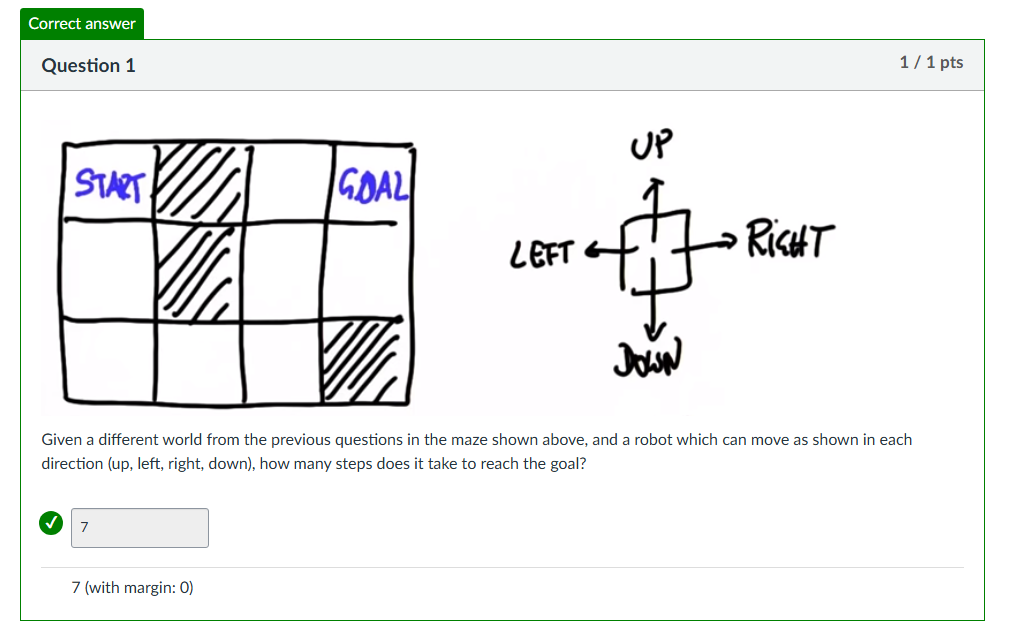 Correct answer
Question 1
1 / 1 pts
START
GOAL
UP
LEFT
RIGHT
DOWN
Given a different world from the previous questions in the maze shown above, and a robot which can move as shown in each
direction (up, left, right, down), how many steps does it take to reach the goal?
7
7 (with margin: 0)